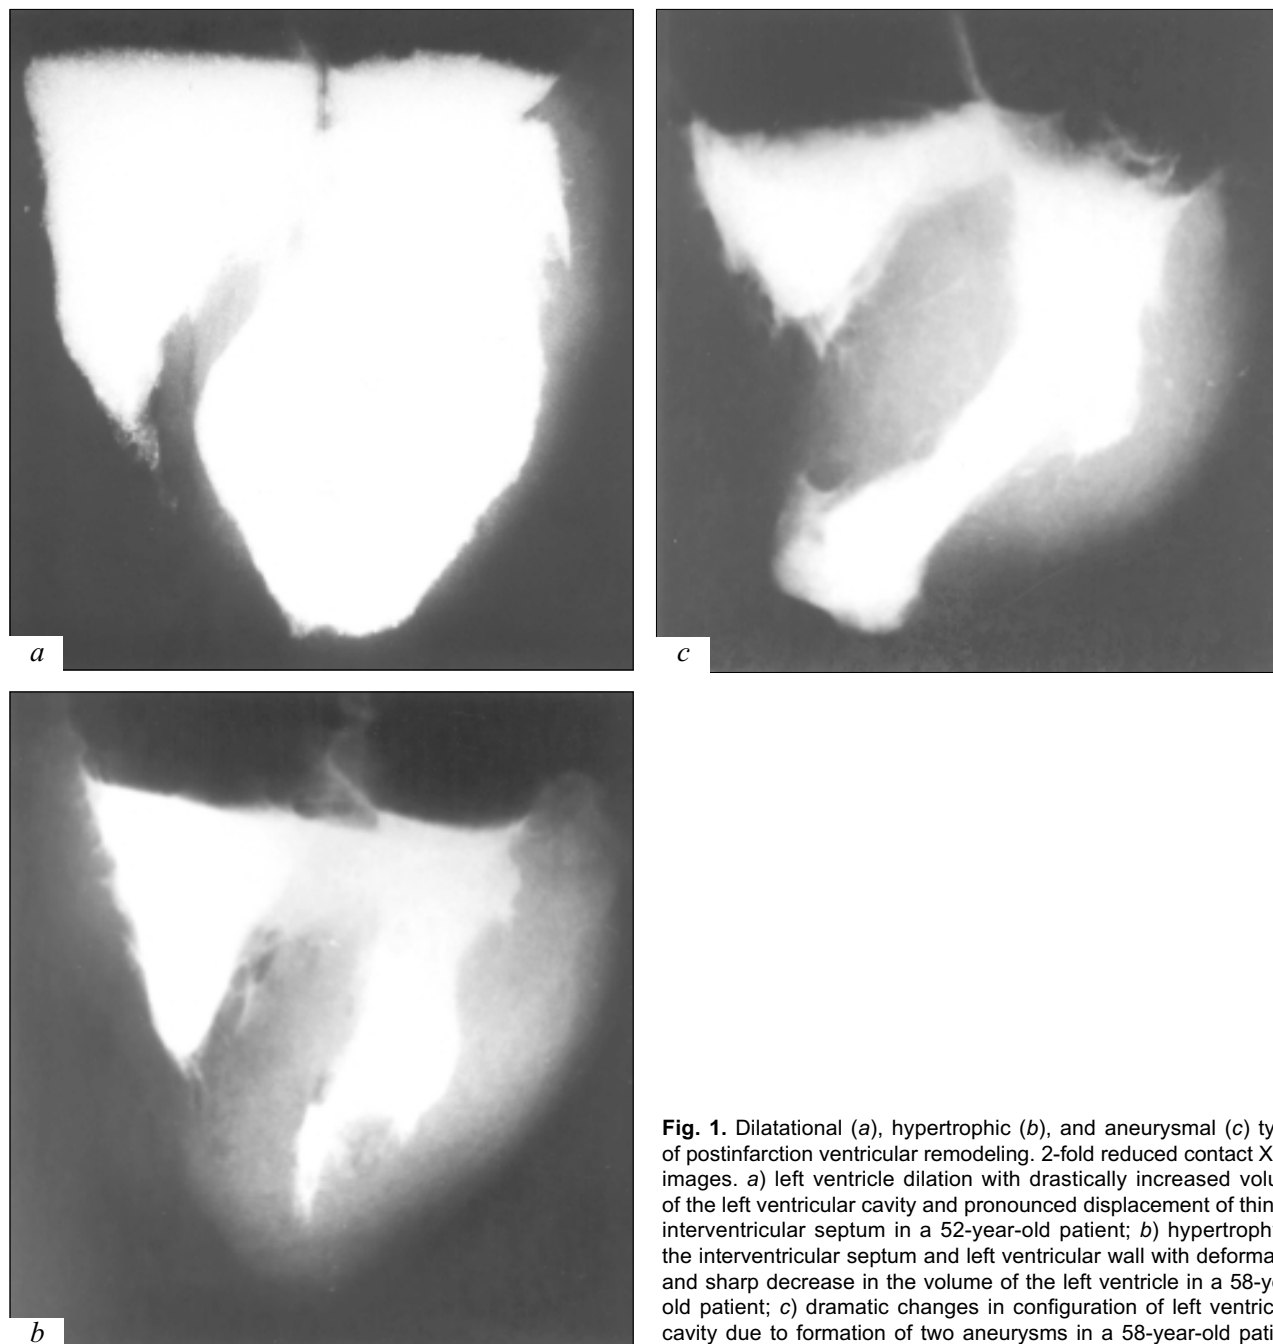 a
c
b
Fig. 1. Dilatational (a), hypertrophic (b), and aneurysmal (c) ty
of postinfarction ventricular remodeling. 2-fold reduced contact X
images. a) left ventricle dilation with drastically increased volu
of the left ventricular cavity and pronounced displacement of thin
interventricular septum in a 52-year-old patient; b) hypertroph
the interventricular septum and left ventricular wall with deforma
and sharp decrease in the volume of the left ventricle in a 58-y
old patient; c) dramatic changes in configuration of left ventric
cavity due to formation of two aneurysms in a 58-year-old pati